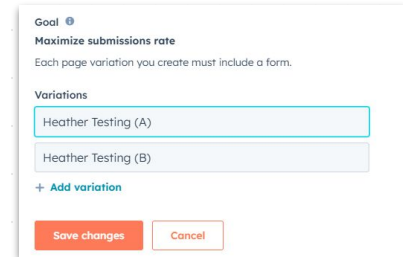 Goal
Maximize submissions rate
Each page variation you create must include a form.
Variations
Heather Testing (A)
Heather Testing (B)
+ Add variation
Save changes Cancel